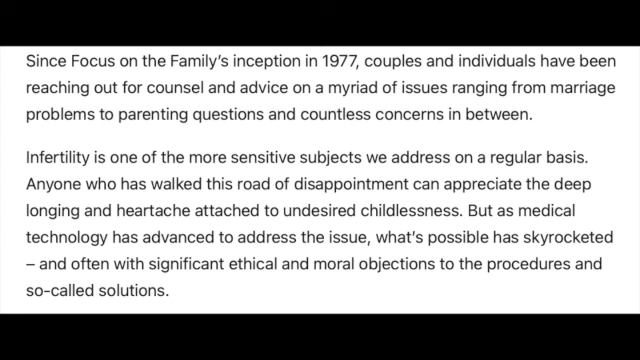 Since Focus on the Family's inception in 1977, couples and individuals have been
reaching out for counsel and advice on a myriad of issues ranging from marriage
problems to parenting questions and countless concerns in between.
Infertility is one of the more sensitive subjects we address on a regular basis.
Anyone who has walked this road of disappointment can appreciate the deep
longing and heartache attached to undesired childlessness. But as medical
technology has advanced to address the issue, what's possible has skyrocketed
– and often with significant ethical and moral objections to the procedures and
so-called solutions.